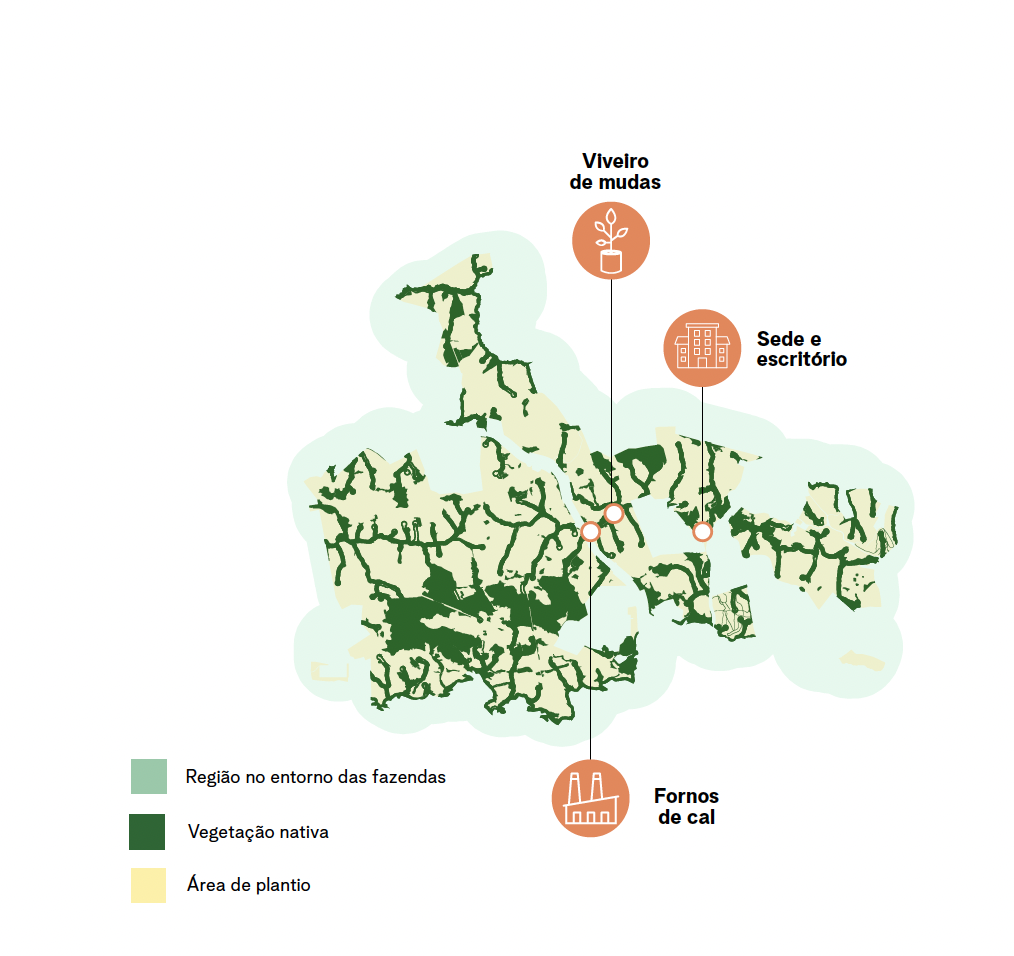 Viveiro
de mudas
Sede e
escritório
Fornos
de cal
Região no entorno das fazendas
Vegetação nativa
Área de plantio